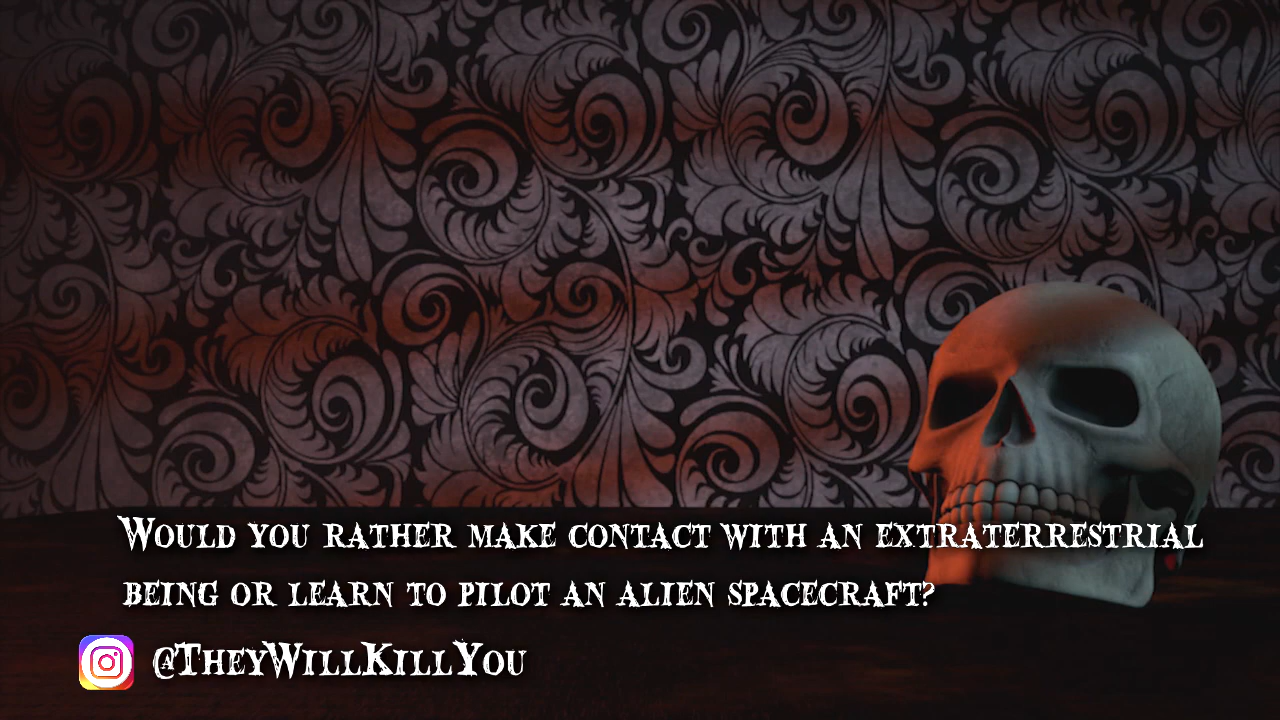 Would you rather make contact with an extraterrestrial
being or learn to pilot an alien spacecraft?
@TheyWillKillYou